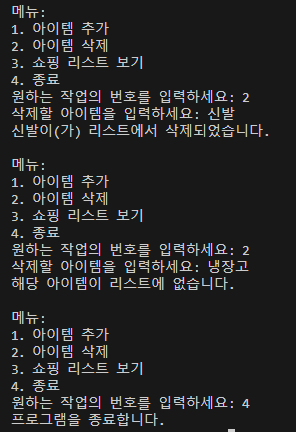 메뉴:
1. 아이템 추가
2. 아이템 삭제
3. 쇼핑 리스트 보기
4. 종료
원하는 작업의 번호를 입력하세요: 2
삭제할 아이템을 입력하세요: 신발
신발이(가) 리스트에서 삭제되었습니다.
메뉴:
1. 아이템 추가
2. 아이템 삭제
3. 쇼핑 리스트 보기
4. 종료
원하는 작업의 번호를 입력하세요: 2
삭제할 아이템을 입력하세요: 냉장고
해당 아이템이 리스트에 없습니다.
메뉴:
1. 아이템 추가
2. 아이템 삭제
3. 쇼핑 리스트 보기
4. 종료
원하는 작업의 번호를 입력하세요: 4
프로그램을 종료합니다.